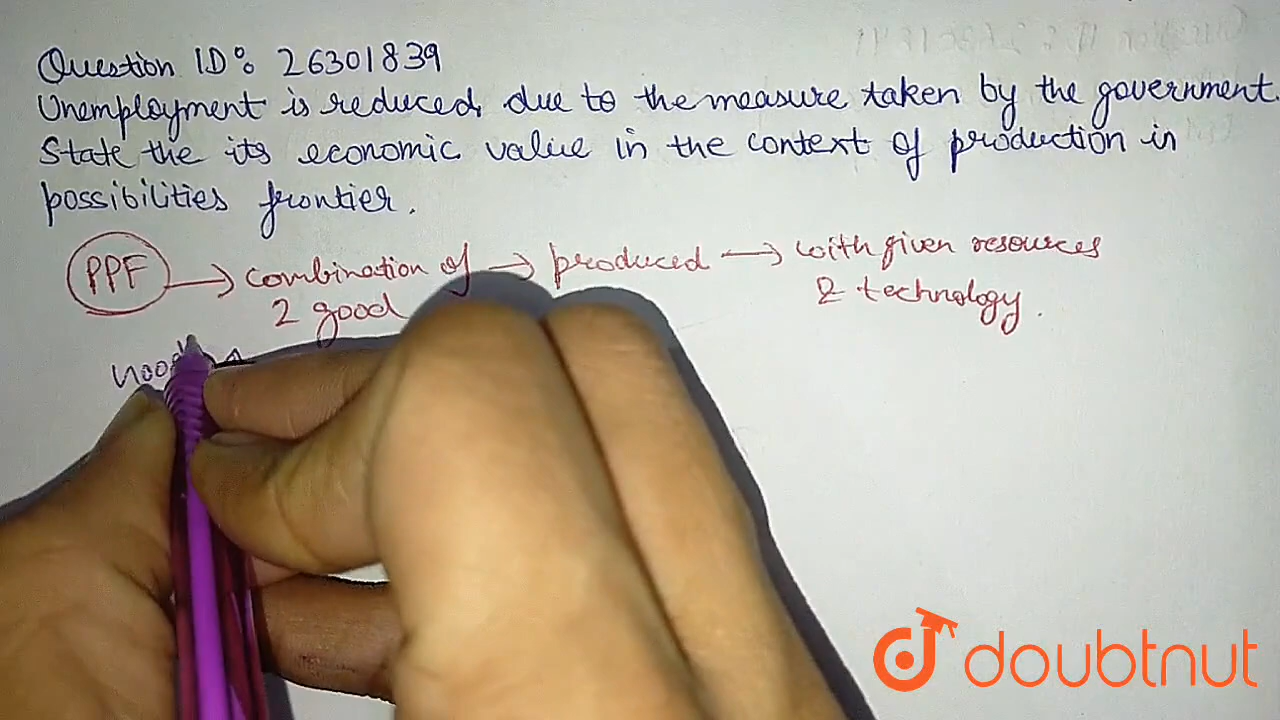 Question ID: 26301839
Unemployment is reduced, due to the measure taken by the government.
State the its economic value in the context of production in
possibilities frontier.
PPF → combination of → produced → with given resources
2 good & technology.
doubtnut